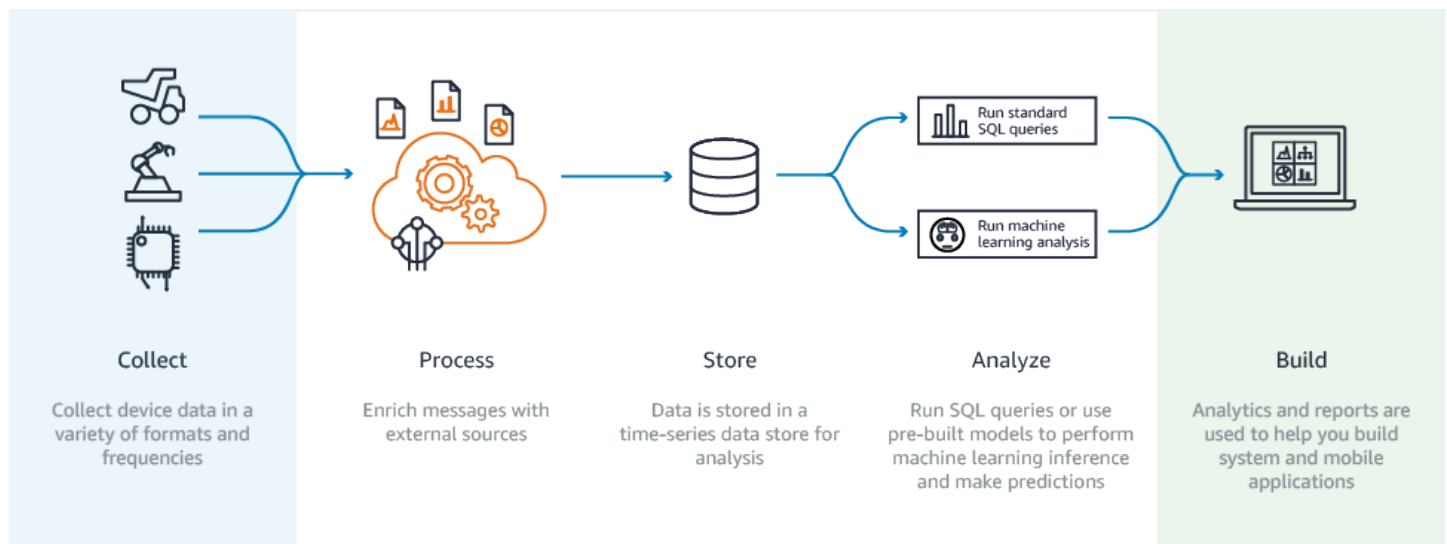 Run standard
SQL queries
Run machine
learning analysis
Collect
Collect device data in a
variety of formats and
frequencies
Process
Enrich messages with
external sources
Store
Data is stored in a
time-series data store for
analysis
Analyze
Run SQL queries or use
pre-built models to perform
machine learning inference
and make predictions
Build
Analytics and reports are
used to help you build
system and mobile
applications